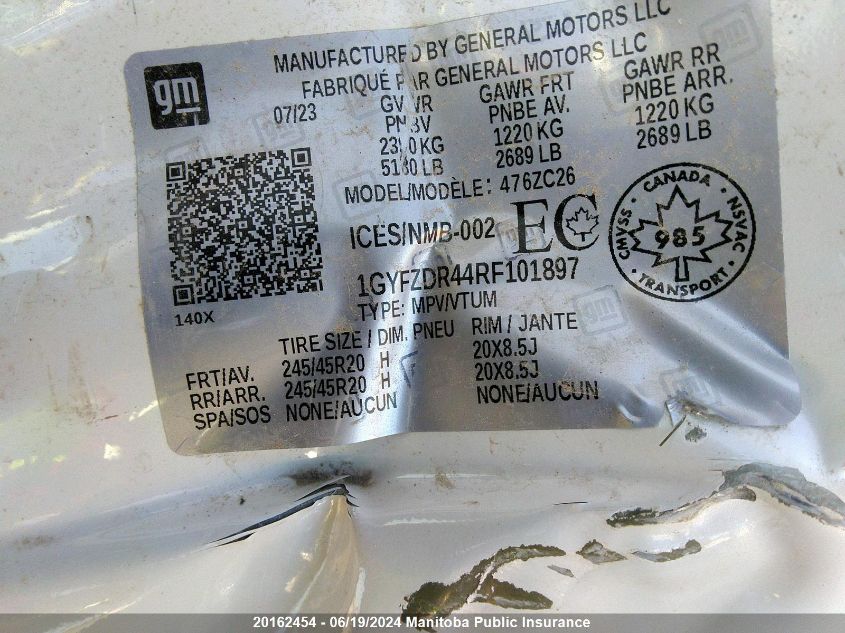 MANUFACTURED BY GENERAL MOTORS LLC
FABRIQUÉ PAR GENERAL MOTORS LLC
gm
07/23
GVWR GAWR FRT GAWR RR
PNBV PNBE AV. PNBE ARR.
KG 1220 KG 1220 KG
LB 2689 LB 2689 LB
MODEL/MODÈLE: 476ZC26
ICES/NMB-002 EC
CANADA
CMVSS 985 NSVAC
TRANSPORT
1GYFZDR44RF101897
TYPE: MPV/VTUM
140X
TIRE SIZE / DIM. PNEU RIM / JANTE
FRT/AV. 245/45R20 H 20X8.5J
RR/ARR. 245/45R20 H 20X8.5J
SPA/SOS NONE/AUCUN NONE/AUCUN
20162454 - 06/19/2024 Manitoba Public Insurance